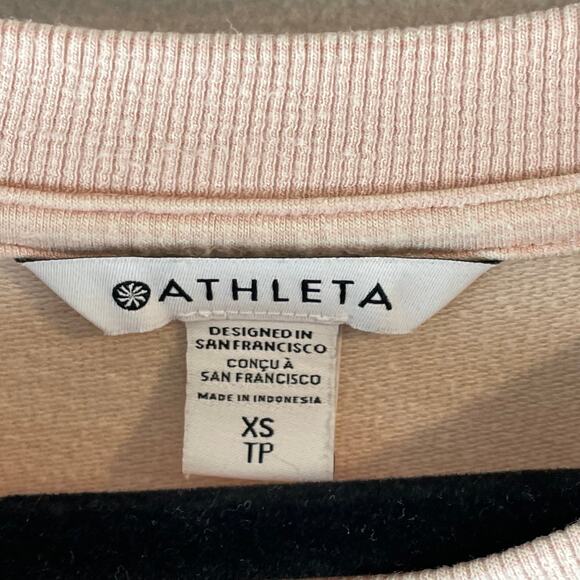 ATHLETA
DESIGNED IN
SAN FRANCISCO
CONÇU À
SAN FRANCISCO
MADE IN INDONESIA
XS
TP